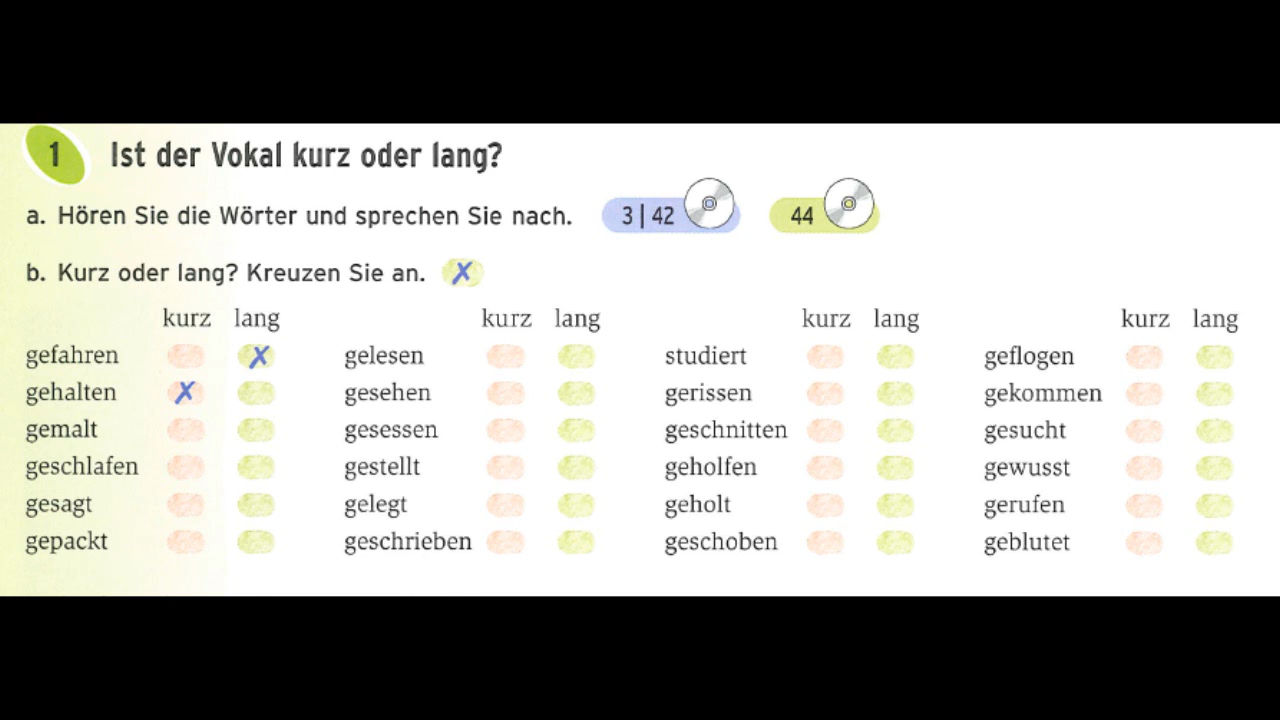 1 Ist der Vokal kurz oder lang?
a. Hören Sie die Wörter und sprechen Sie nach. 3 | 42 44
b. Kurz oder lang? Kreuzen Sie an. ✗
kurz lang kurz lang kurz lang kurz lang
gefahren ✗ gelesen studiert geflogen
gehalten ✗ gesehen gerissen gekommen
gemalt gesessen geschnitten gesucht
geschlafen gestellt geholfen gewusst
gesagt gelegt geholt gerufen
gepackt geschrieben geschoben geblutet